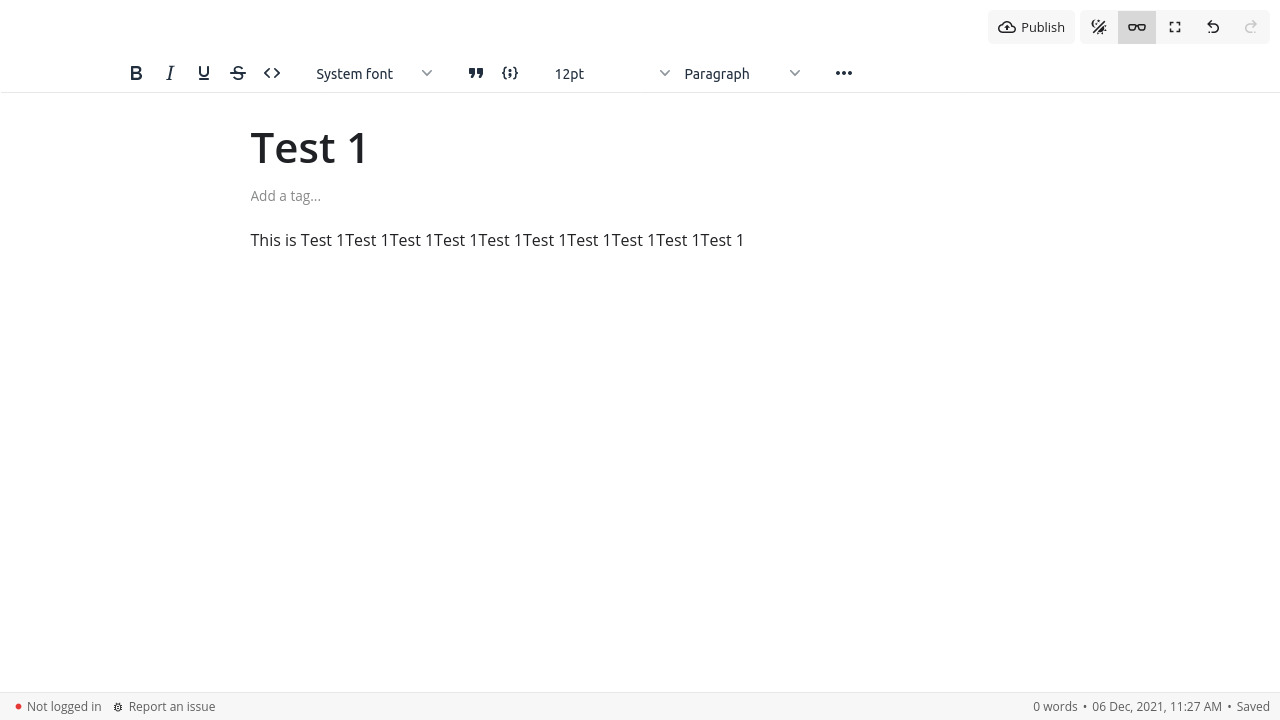 Publish
System font
12pt
Paragraph
Test 1
Add a tag...
This is Test 1Test 1Test 1Test 1Test 1Test 1Test 1Test 1Test 1Test 1
Not logged in
Report an issue
0 words • 06 Dec, 2021, 11:27 AM • Saved